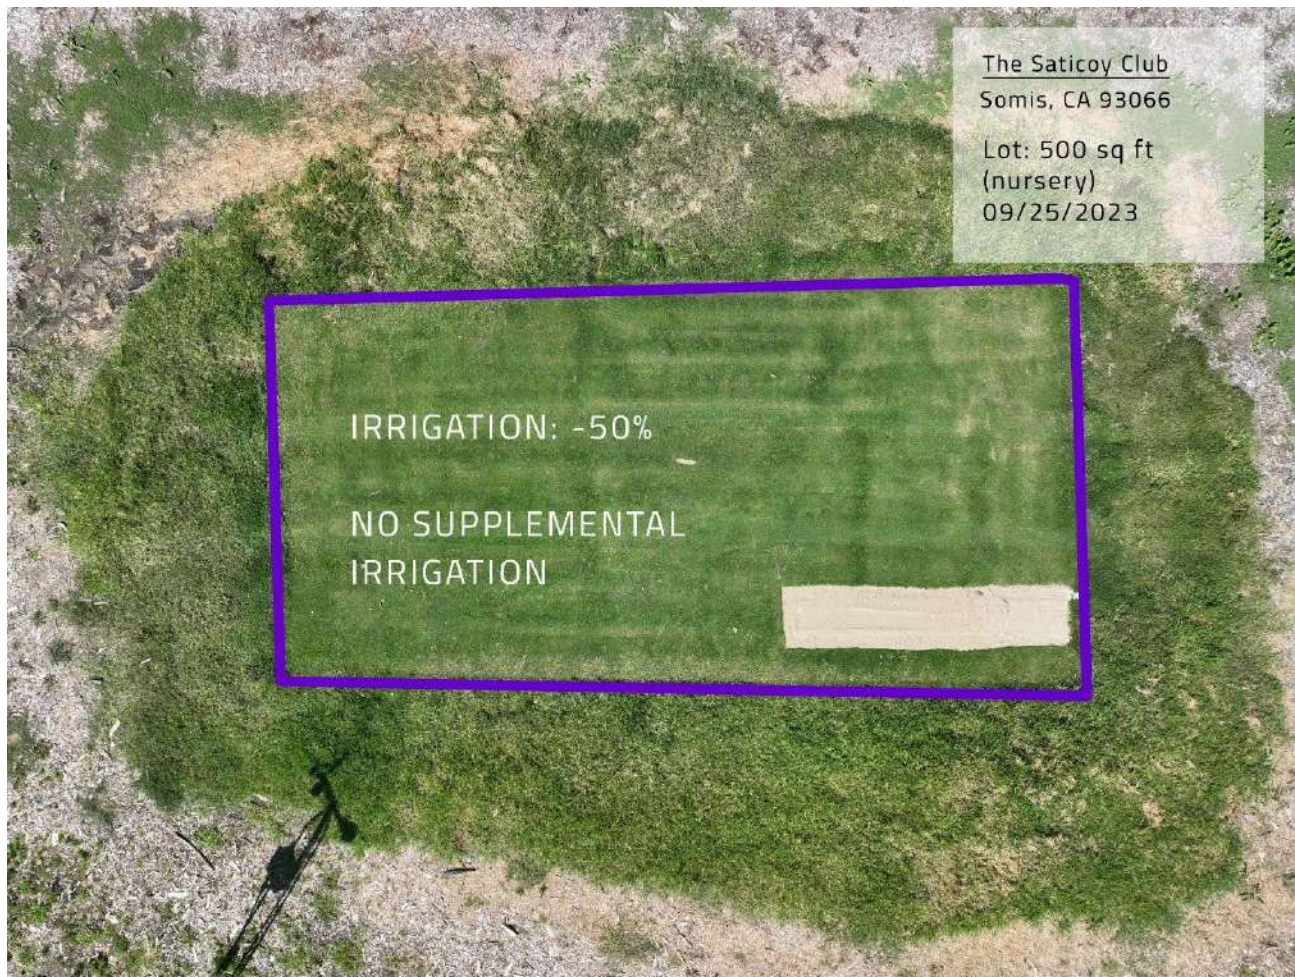 The Saticoy Club
Somis, CA 93066
Lot: 500 sq ft
(nursery)
09/25/2023
IRRIGATION: -50%
NO SUPPLEMENTAL
IRRIGATION